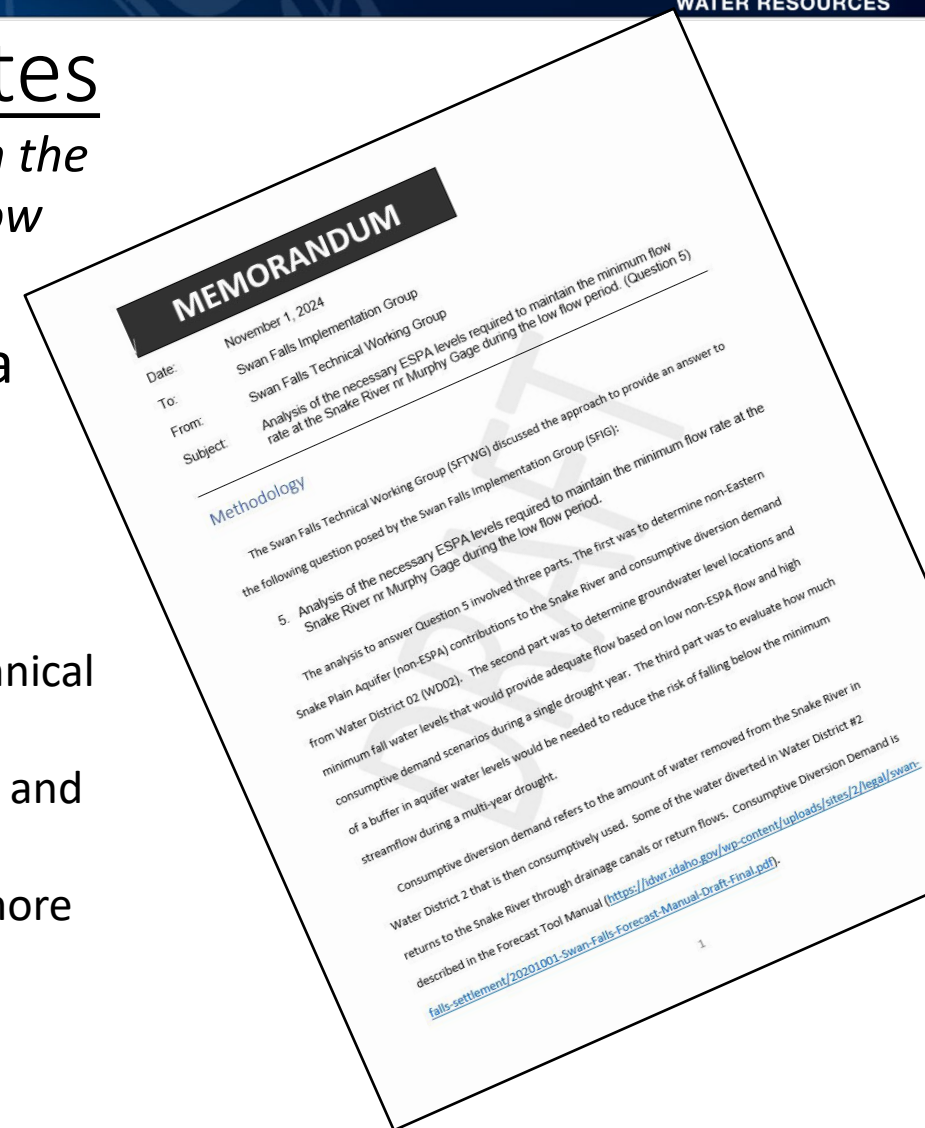 WATER RESOURCES
tes
n the
ow
a
hnical
and
more
MEMORANDUM
Date: November 1, 2024
To: Swan Falls Implementation Group
From: Swan Falls Technical Working Group
Subject: Analysis of the necessary ESPA levels required to maintain the minimum flow
rate at the Snake River nr Murphy Gage during the low flow period. (Question 5)
Methodology
The Swan Falls Technical Working Group (SFTWG) discussed the approach to provide an answer to
the following question posed by the Swan Falls Implementation Group (SFIG):
5. Analysis of the necessary ESPA levels required to maintain the minimum flow rate at the
Snake River nr Murphy Gage during the low flow period.
The analysis to answer Question 5 involved three parts. The first was to determine non-Eastern
Snake Plain Aquifer (non-ESPA) contributions to the Snake River and consumptive diversion demand
from Water District 02 (WD02). The second part was to determine groundwater level locations and
minimum fall water levels that would provide adequate flow based on low non-ESPA flow and high
consumptive demand scenarios during a single drought year. The third part was to evaluate how much
of a buffer in aquifer water levels would be needed to reduce the risk of falling below the minimum
streamflow during a multi-year drought.
Consumptive diversion demand refers to the amount of water removed from the Snake River in
Water District 2 that is then consumptively used. Some of the water diverted in Water District #2
returns to the Snake River through drainage canals or return flows. Consumptive Diversion Demand is
described in the Forecast Tool Manual (https://idwr.idaho.gov/wp-content/uploads/sites/2/legal/swan-
falls-settlement/20201001-Swan-Falls-Forecast-Manual-Draft-Final.pdf).
1
DRAFT